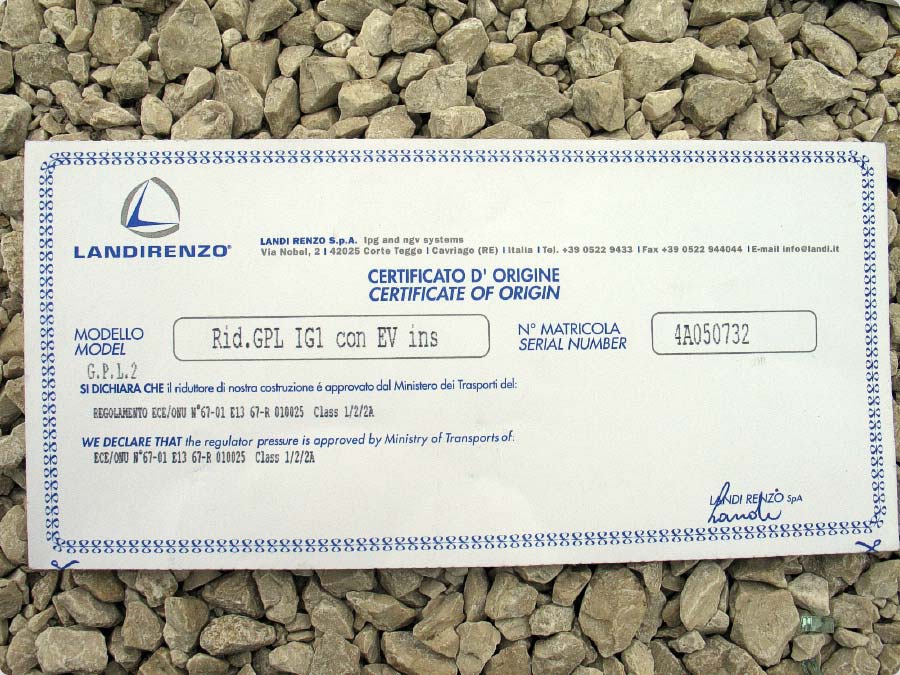 LANDIRENZO®
LANDI RENZO S.p.A. lpg and ngv systems
Via Nobel, 2 I 42025 Corte Tegge I Cavriago (RE) I Italia I Tel. +39 0522 9433 I Fax +39 0522 944044 I E-mail info@landi.it
CERTIFICATO D' ORIGINE
CERTIFICATE OF ORIGIN
MODELLO
MODEL
Rid.GPL IG1 con EV ins
N° MATRICOLA
SERIAL NUMBER
4A050732
G.P.L.2
SI DICHIARA CHE il riduttore di nostra costruzione é approvato dal Ministero dei Trasporti del:
REGOLAMENTO ECE/ONU N°67-01 E13 67-R 010025 Class 1/2/2A
WE DECLARE THAT the regulator pressure is approved by Ministry of Transports of:
ECE/ONU N°67-01 E13 67-R 010025 Class 1/2/2A
LANDI RENZO SpA
Landi